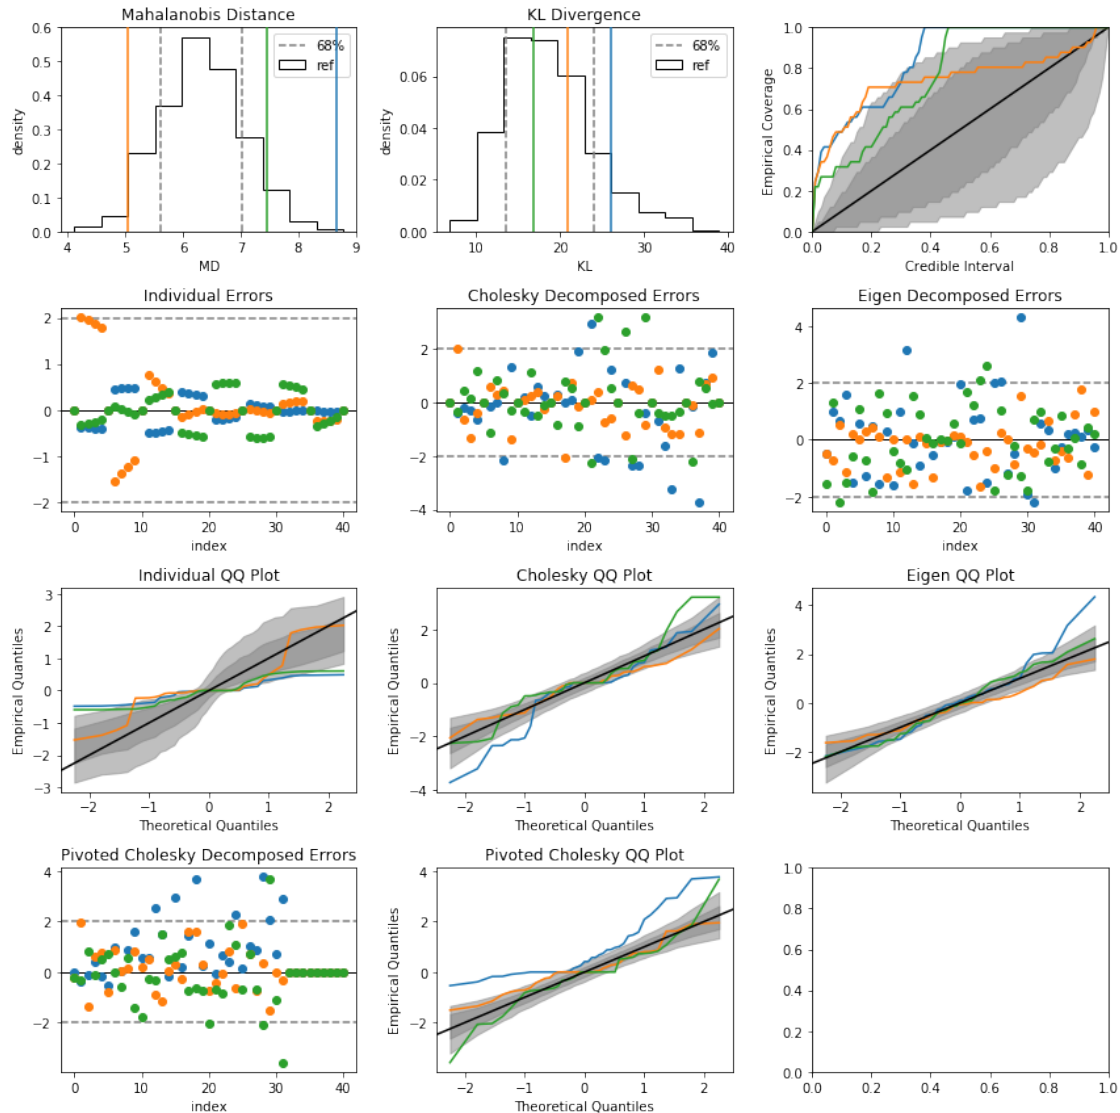 Mahalanobis Distance
0.6
0.5
0.4
0.3
0.2
0.1
0.0
density
68%
ref
4 5 6 7 8 9
MD
KL Divergence
0.06
0.04
0.02
0.00
density
68%
ref
10 20 30 40
KL
1.0
0.8
0.6
0.4
0.2
0.0
Empirical Coverage
0.0 0.2 0.4 0.6 0.8 1.0
Credible Interval
Individual Errors
2
1
0
−1
−2
0 10 20 30 40
index
Cholesky Decomposed Errors
2
0
−2
−4
0 10 20 30 40
index
Eigen Decomposed Errors
4
2
0
−2
0 10 20 30 40
index
Individual QQ Plot
3
2
1
0
−1
−2
−3
Empirical Quantiles
−2 −1 0 1 2
Theoretical Quantiles
Cholesky QQ Plot
2
0
−2
−4
Empirical Quantiles
−2 −1 0 1 2
Theoretical Quantiles
Eigen QQ Plot
4
2
0
−2
Empirical Quantiles
−2 −1 0 1 2
Theoretical Quantiles
Pivoted Cholesky Decomposed Errors
4
2
0
−2
0 10 20 30 40
index
Pivoted Cholesky QQ Plot
4
2
0
−2
Empirical Quantiles
−2 −1 0 1 2
Theoretical Quantiles
1.0
0.8
0.6
0.4
0.2
0.0
0.0 0.2 0.4 0.6 0.8 1.0